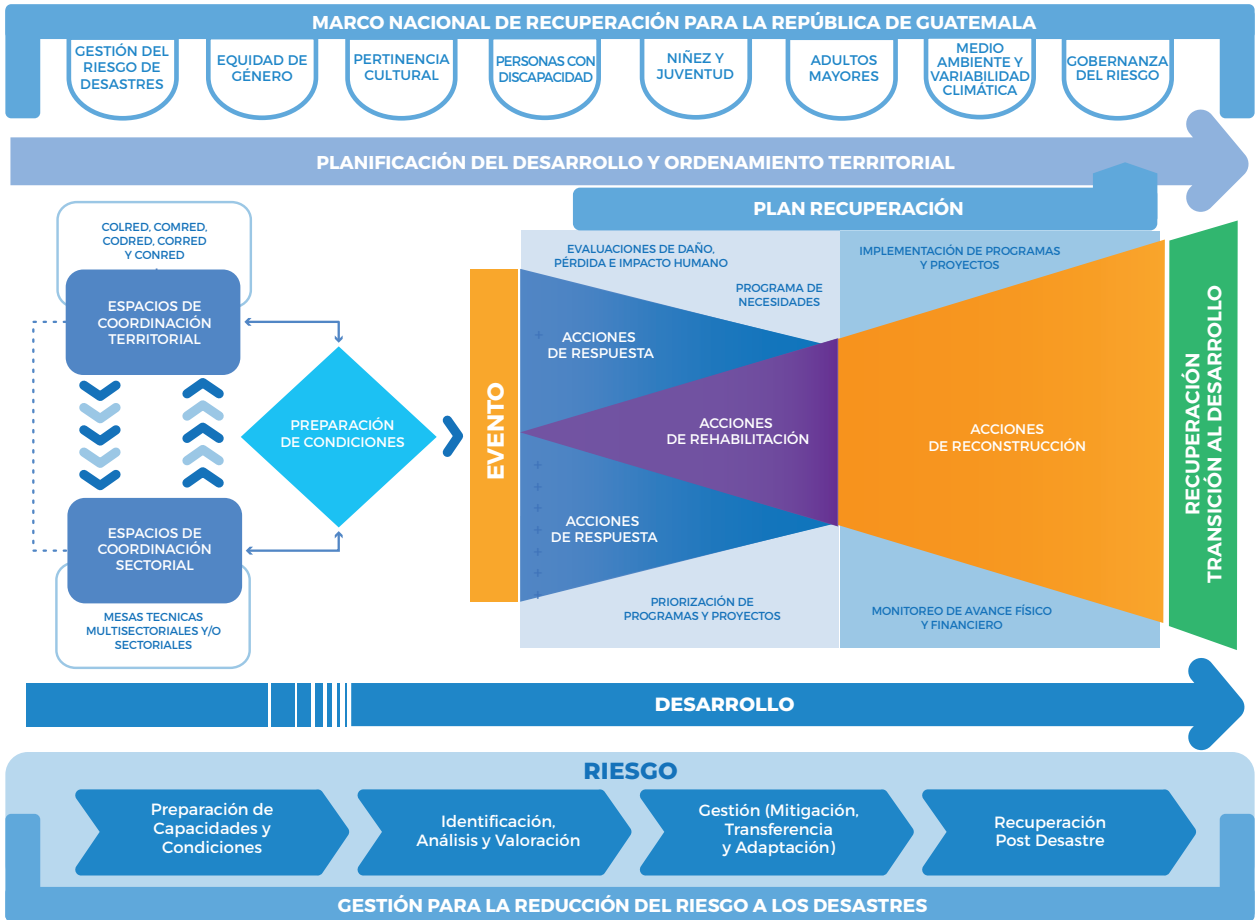 MARCO NACIONAL DE RECUPERACIÓN PARA LA REPÚBLICA DE GUATEMALA
GESTIÓN DEL
RIESGO DE
DESASTRES
EQUIDAD DE
GÉNERO
PERTINENCIA
CULTURAL
PERSONAS CON
DISCAPACIDAD
NIÑEZ Y
JUVENTUD
ADULTOS
MAYORES
MEDIO
AMBIENTE Y
VARIABILIDAD
CLIMÁTICA
GOBERNANZA
DEL RIESGO
PLANIFICACIÓN DEL DESARROLLO Y ORDENAMIENTO TERRITORIAL
PLAN RECUPERACIÓN
COLRED, COMRED,
CODRED, CORRED
Y CONRED
ESPACIOS DE
COORDINACIÓN
TERRITORIAL
PREPARACIÓN
DE CONDICIONES
ESPACIOS DE
COORDINACIÓN
SECTORIAL
MESAS TECNICAS
MULTISECTORIALES Y/O
SECTORIALES
EVENTO
EVALUACIONES DE DAÑO,
PÉRDIDA E IMPACTO HUMANO
PROGRAMA DE
NECESIDADES
ACCIONES
DE RESPUESTA
ACCIONES
DE REHABILITACIÓN
ACCIONES
DE RESPUESTA
PRIORIZACIÓN DE
PROGRAMAS Y PROYECTOS
IMPLEMENTACIÓN DE PROGRAMAS
Y PROYECTOS
ACCIONES
DE RECONSTRUCCIÓN
MONITOREO DE AVANCE FÍSICO
Y FINANCIERO
RECUPERACIÓN
TRANSICIÓN AL DESARROLLO
DESARROLLO
RIESGO
Preparación de
Capacidades y
Condiciones
Identificación,
Análisis y Valoración
Gestión (Mitigación,
Transferencia
y Adaptación)
Recuperación
Post Desastre
GESTIÓN PARA LA REDUCCIÓN DEL RIESGO A LOS DESASTRES